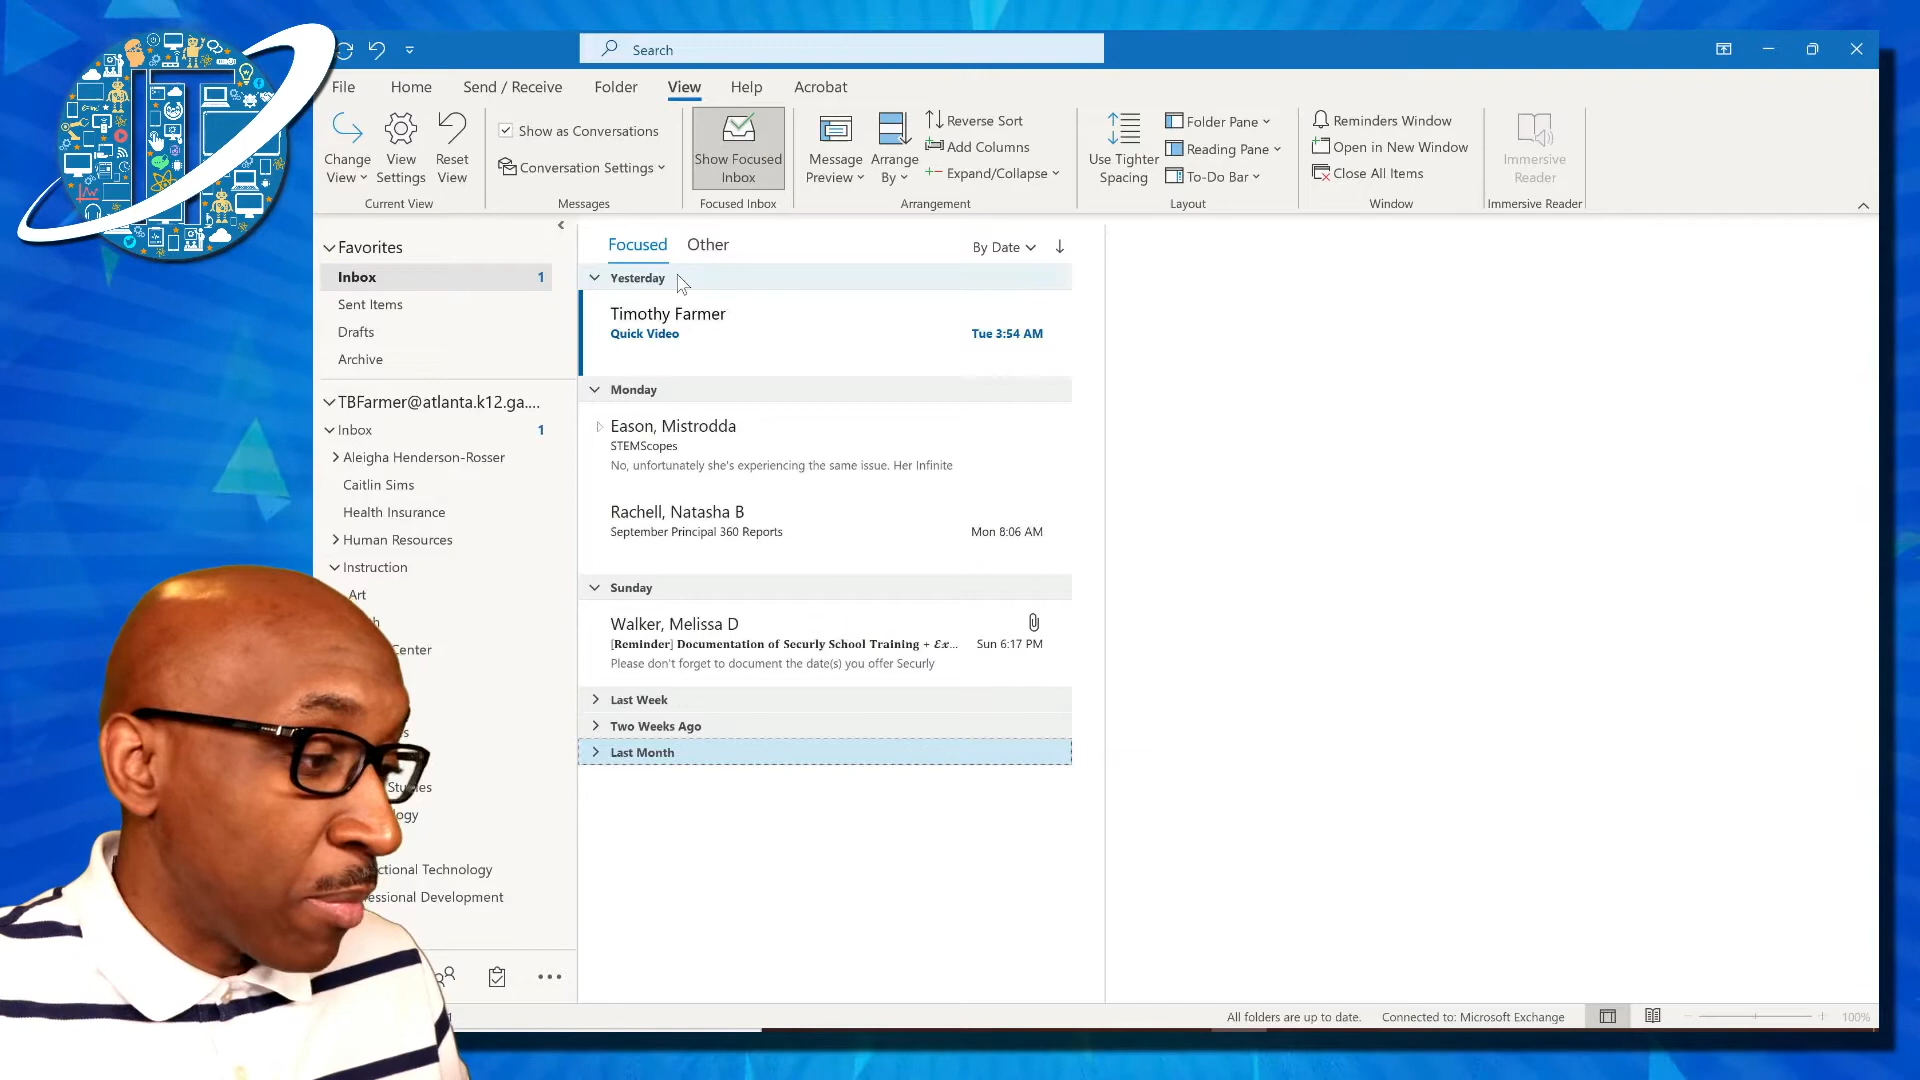 IT
Search
File Home Send / Receive Folder View Help Acrobat
Change View
View Settings
Reset View
Current View
Show as Conversations
Conversation Settings
Messages
Show Focused Inbox
Focused Inbox
Message Preview
Arrange By
Reverse Sort
Add Columns
Expand/Collapse
Arrangement
Use Tighter Spacing
Folder Pane
Reading Pane
To-Do Bar
Layout
Reminders Window
Open in New Window
Close All Items
Window
Immersive Reader
Immersive Reader
Favorites
Inbox 1
Sent Items
Drafts
Archive
TBFarmer@atlanta.k12.ga....
Inbox 1
Aleigha Henderson-Rosser
Caitlin Sims
Health Insurance
Human Resources
Instruction
Art
Center
Studies
ctional Technology
essional Development
Focused Other By Date
Yesterday
Timothy Farmer
Quick Video Tue 3:54 AM
Monday
Eason, Mistrodda
STEMScopes
No, unfortunately she's experiencing the same issue. Her Infinite
Rachell, Natasha B
September Principal 360 Reports Mon 8:06 AM
Sunday
Walker, Melissa D
[Reminder] Documentation of Securly School Training + Ex... Sun 6:17 PM
Please don't forget to document the date(s) you offer Securly
Last Week
Two Weeks Ago
Last Month
All folders are up to date. Connected to: Microsoft Exchange 100%